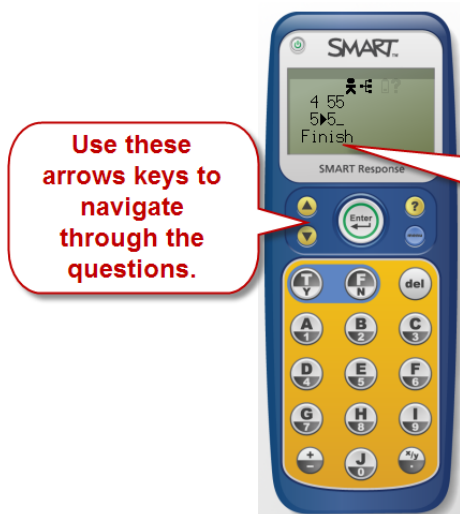 SMART™
4 55
5▶5_
Finish
SMART Response
Use these
arrows keys to
navigate
through the
questions.
Enter
?
T
Y
F
N
del
A
1
B
2
C
3
D
4
E
5
F
6
G
7
H
8
I
9
+
−
J
0
x/y
.